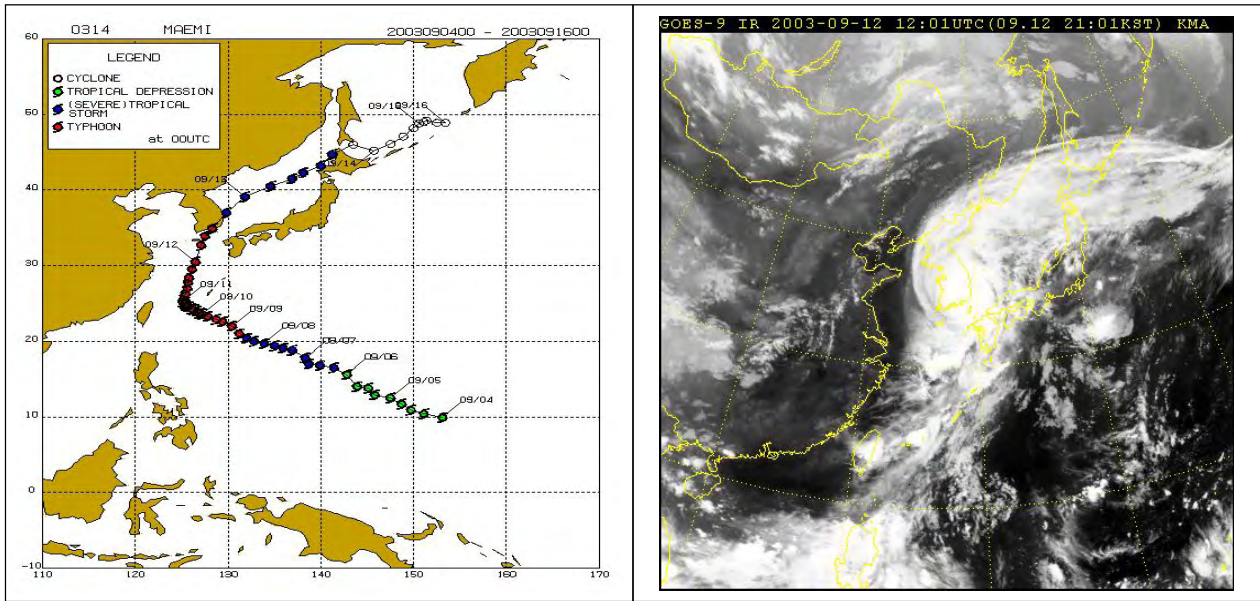 0314 MAEMI 2003090400 - 2003091600
LEGEND
CYCLONE
TROPICAL DEPRESSION
(SEVERE)TROPICAL
STORM
TYPHOON
at 00UTC
60
50
40
30
20
10
0
-10
110 120 130 140 150 160 170
09/16
09/14
09/13
09/12
09/11
09/10
09/09
09/08
09/07
09/06
09/05
09/04
GOES-9 IR 2003-09-12 12:01UTC(09.12 21:01KST) KMA